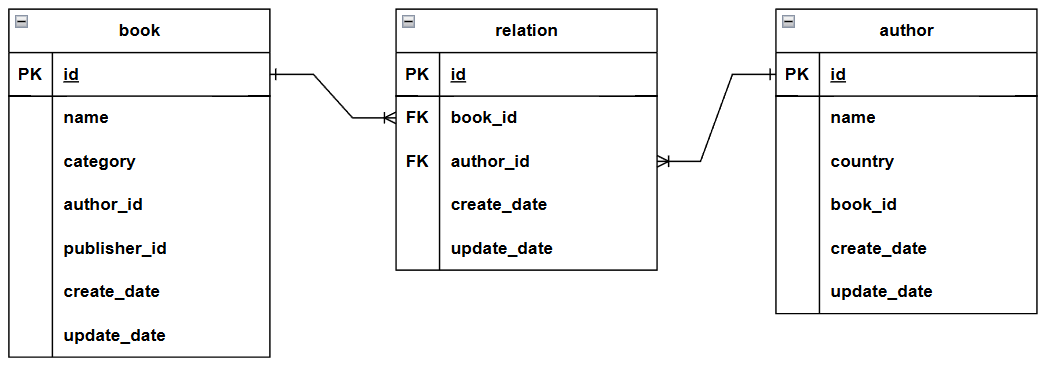 book
PK id
name
category
author_id
publisher_id
create_date
update_date
relation
PK id
FK book_id
FK author_id
create_date
update_date
author
PK id
name
country
book_id
create_date
update_date